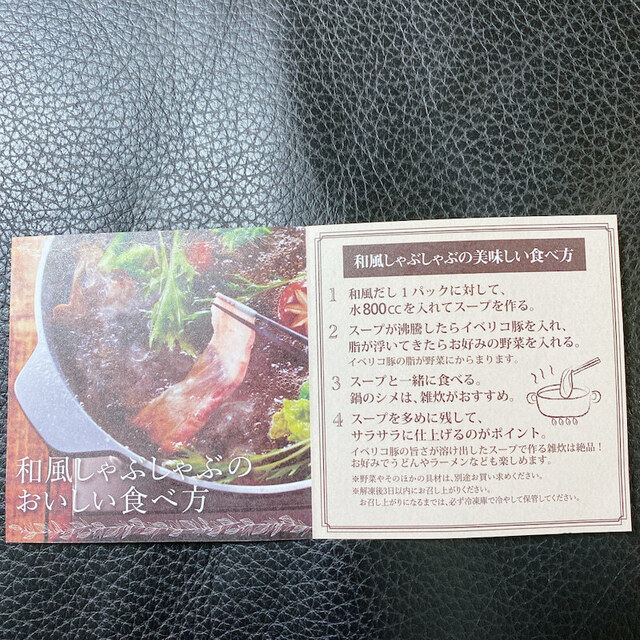 和風しゃぶしゃぶの
おいしい食べ方
和風しゃぶしゃぶの美味しい食べ方
1 和風だし1パックに対して、
水800ccを入れてスープを作る。
2 スープが沸騰したらイベリコ豚を入れ、
脂が浮いてきたらお好みの野菜を入れる。
イベリコ豚の脂が野菜にからまります。
3 スープと一緒に食べる。
鍋のシメは、雑炊がおすすめ。
4 スープを多めに残して、
サラサラに仕上げるのがポイント。
イベリコ豚の旨さが溶け出したスープで作る雑炊は絶品！
お好みでうどんやラーメンなども楽しめます。
※野菜やそのほかの具材は、別途お買い求めください。
※解凍後3日以内にお召し上がりください。
お召し上がりになるまでは、必ず冷凍庫で冷やして保管してください。